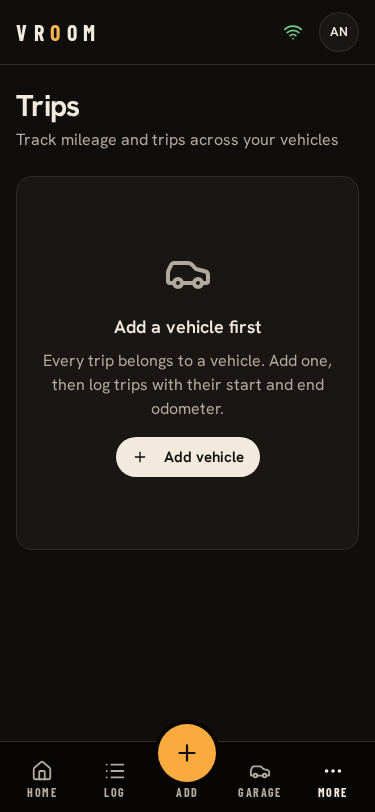 VROOM
AN
Trips
Track mileage and trips across your vehicles
Add a vehicle first
Every trip belongs to a vehicle. Add one,
then log trips with their start and end
odometer.
Add vehicle
HOME
LOG
ADD
GARAGE
MORE